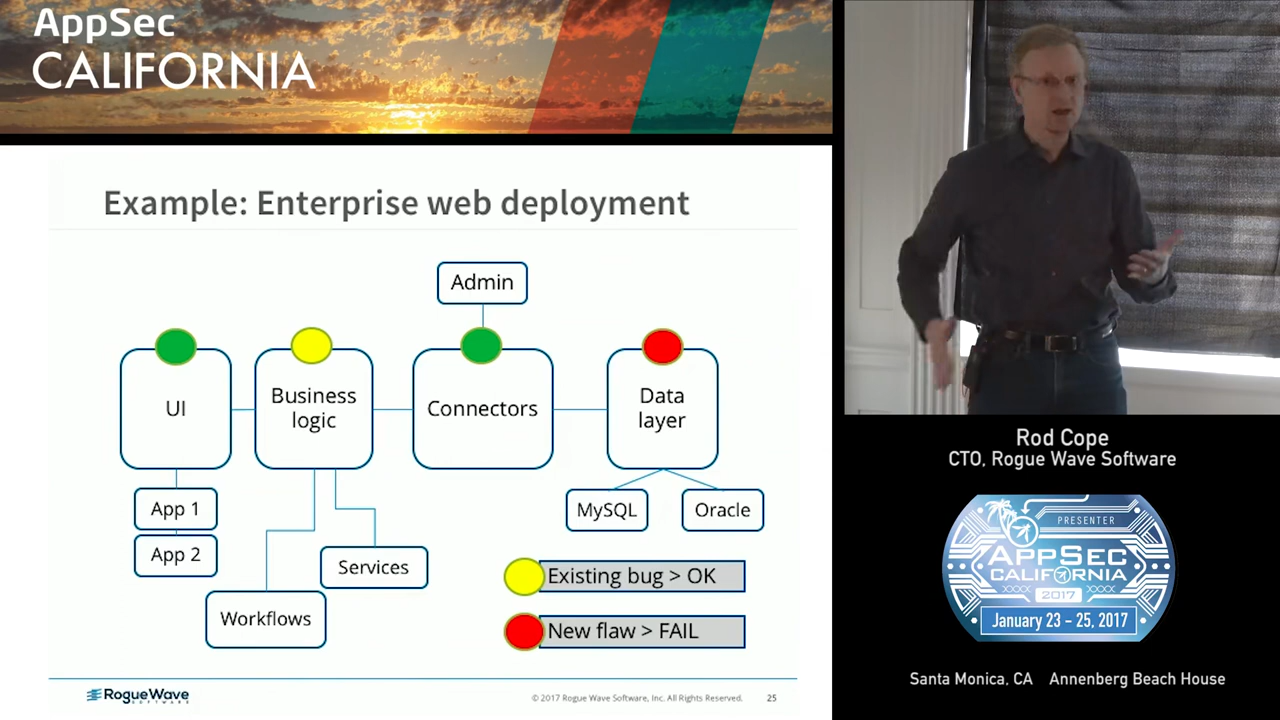 AppSec
CALIFORNIA
Example: Enterprise web deployment
Admin
UI
Business
logic
Connectors
Data
layer
App 1
App 2
MySQL
Oracle
Services
Workflows
Existing bug > OK
New flaw > FAIL
RogueWave
SOFTWARE
© 2017 Rogue Wave Software, Inc. All Rights Reserved.
25
Rod Cope
CTO, Rogue Wave Software
PRESENTER
APPSEC
CALIFORNIA
2017
January 23 – 25, 2017
Santa Monica, CA Annenberg Beach House